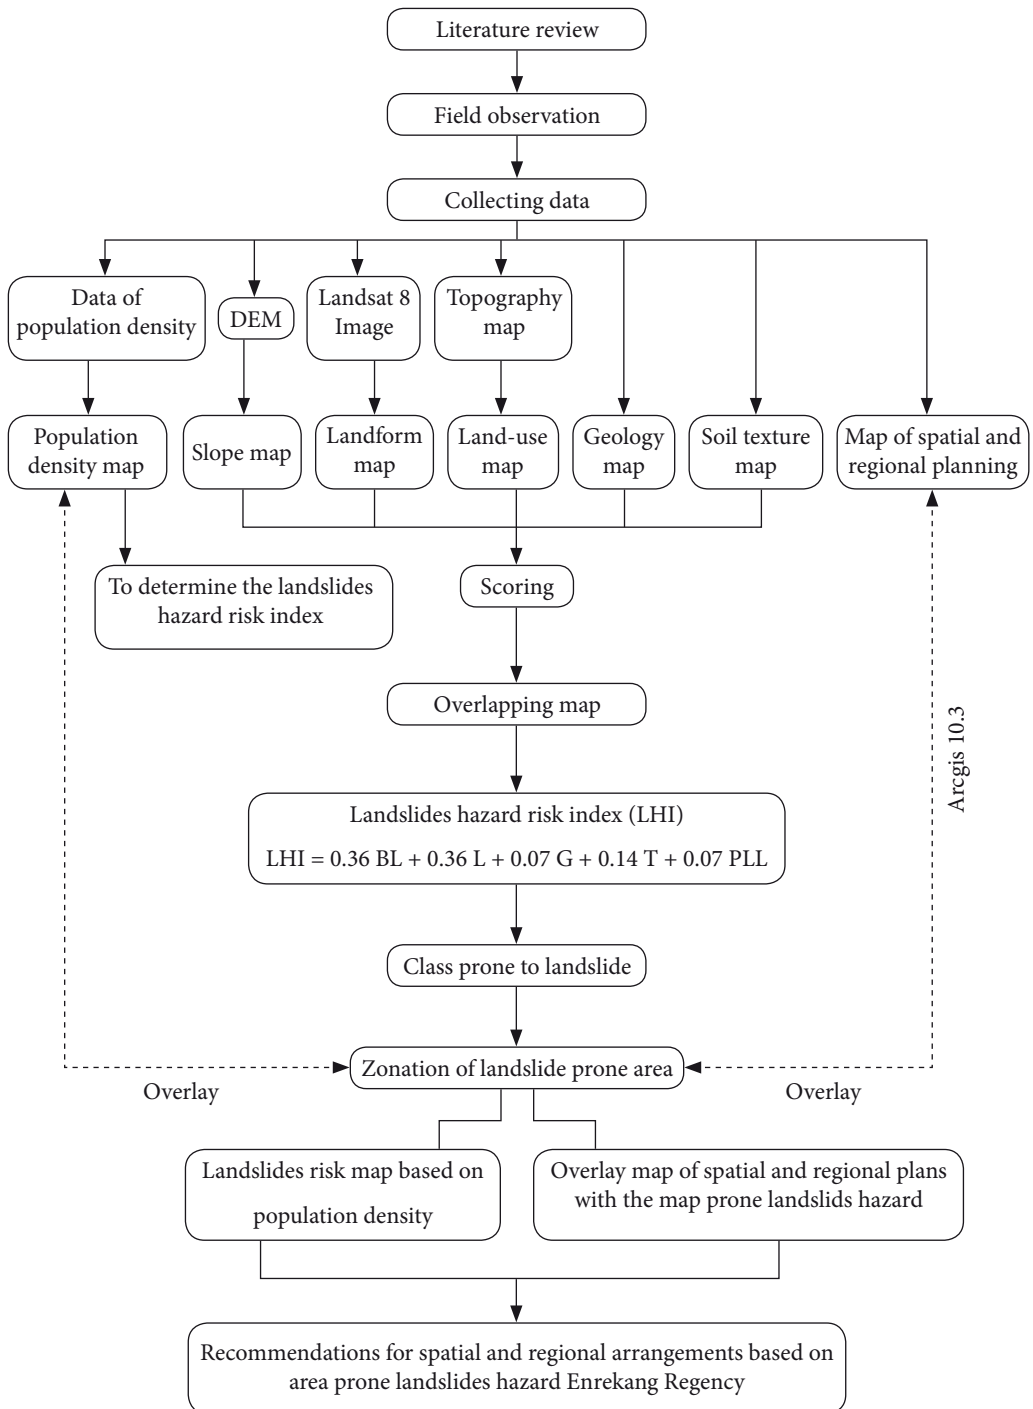 Literature review
Field observation
Collecting data
Data of
population density
DEM
Landsat 8
Image
Topography
map
Population
density map
Slope map
Landform
map
Land-use
map
Geology
map
Soil texture
map
Map of spatial and
regional planning
To determine the landslides
hazard risk index
Scoring
Overlapping map
Arcgis 10.3
Landslides hazard risk index (LHI)
LHI = 0.36 BL + 0.36 L + 0.07 G + 0.14 T + 0.07 PLL
Class prone to landslide
Zonation of landslide prone area
Overlay
Overlay
Landslides risk map based on
population density
Overlay map of spatial and regional plans
with the map prone landslids hazard
Recommendations for spatial and regional arrangements based on
area prone landslides hazard Enrekang Regency